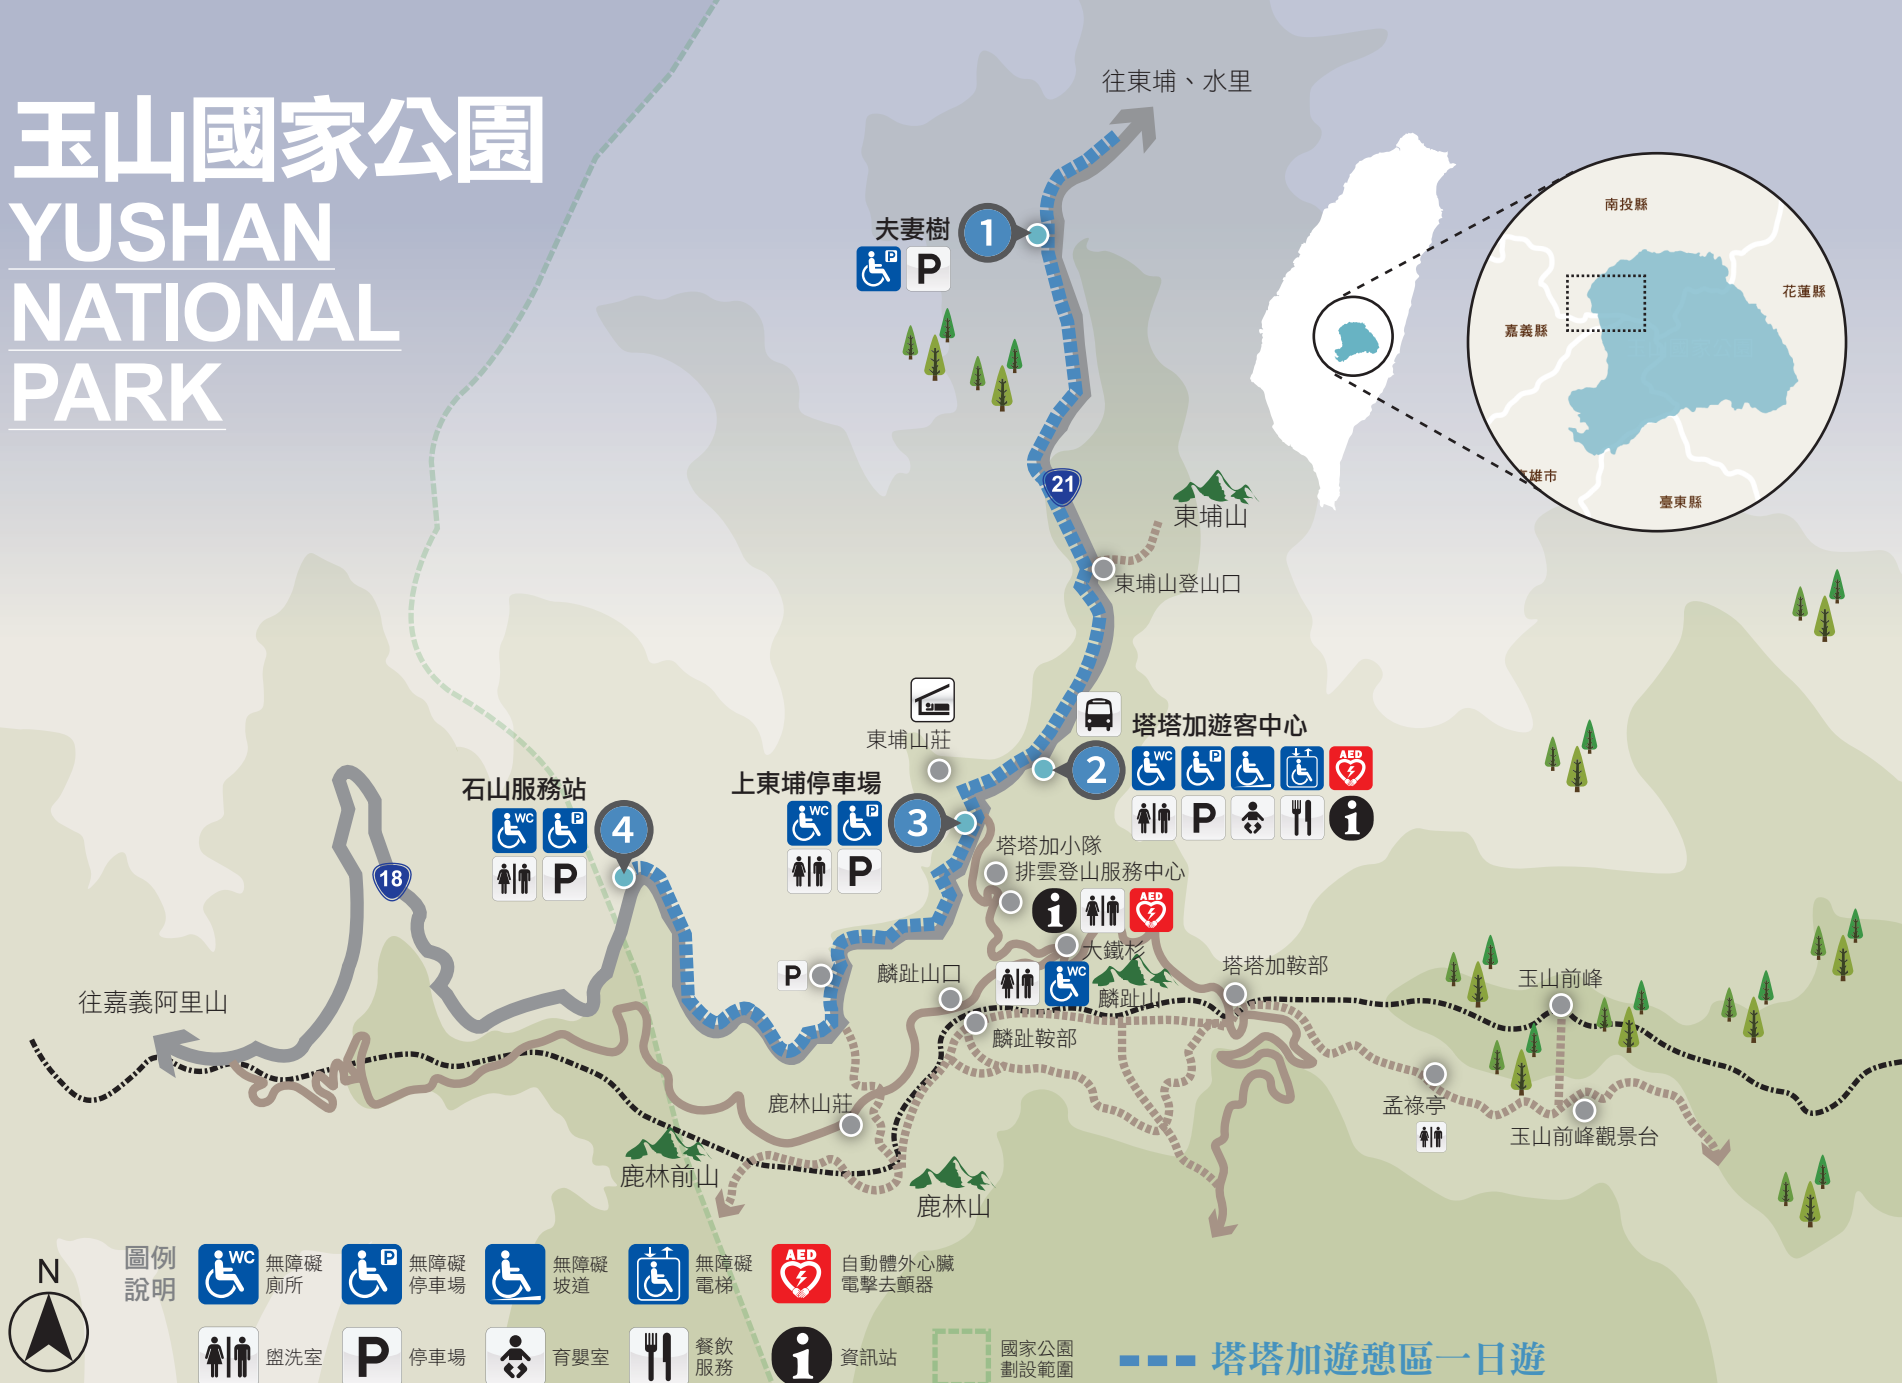 玉山國家公園
YUSHAN
NATIONAL
PARK
往東埔、水里
夫妻樹
1
P
P
南投縣
花蓮縣
嘉義縣
雄市
臺東縣
21
東埔山
東埔山登山口
東埔山莊
塔塔加遊客中心
2
WC
P
AED
P
i
石山服務站
4
WC
P
P
上東埔停車場
3
WC
P
P
塔塔加小隊
排雲登山服務中心
i
AED
大鐵杉
WC
18
P
麟趾山口
麟趾山
塔塔加鞍部
玉山前峰
往嘉義阿里山
麟趾鞍部
鹿林山莊
孟祿亭
玉山前峰觀景台
鹿林前山
鹿林山
N
圖例
說明
WC
無障礙
廁所
P
無障礙
停車場
無障礙
坡道
無障礙
電梯
AED
自動體外心臟
電擊去顫器
盥洗室
P
停車場
育嬰室
餐飲
服務
i
資訊站
國家公園
劃設範圍
塔塔加遊憩區一日遊